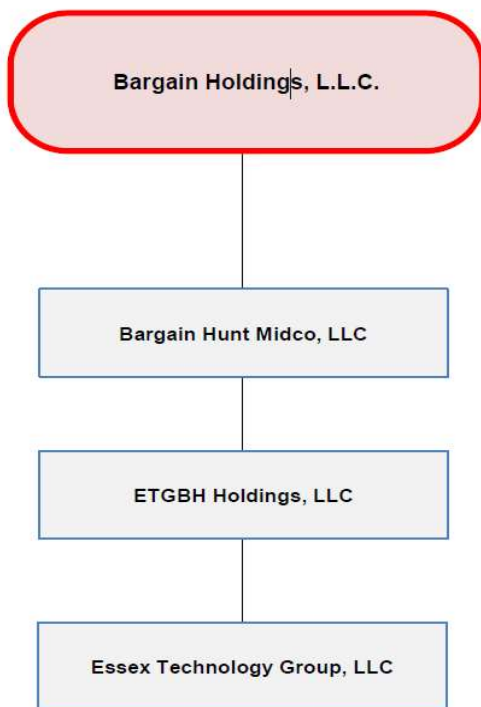 Bargain Holdings, L.L.C.
Bargain Hunt Midco, LLC
ETGBH Holdings, LLC
Essex Technology Group, LLC